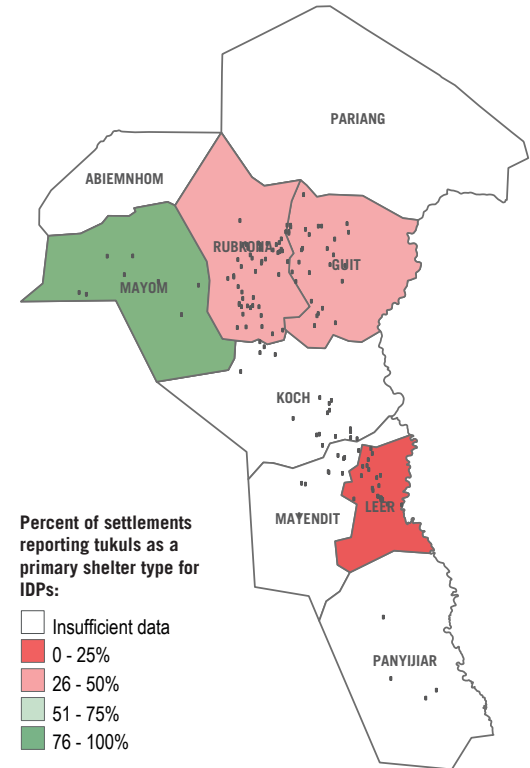 PARIANG
ABIEMNHOM
RUBKONA
GUIT
MAYOM
KOCH
LEER
MAYENDIT
PANYIJIAR
Percent of settlements
reporting tukuls as a
primary shelter type for
IDPs:
Insufficient data
0 - 25%
26 - 50%
51 - 75%
76 - 100%